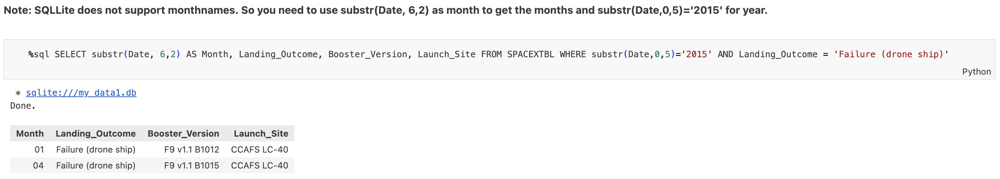 Note: SQLLite does not support monthnames. So you need to use substr(Date, 6,2) as month to get the months and substr(Date,0,5)='2015' for year.
%sql SELECT substr(Date, 6,2) AS Month, Landing_Outcome, Booster_Version, Launch_Site FROM SPACEXTBL WHERE substr(Date,0,5)='2015' AND Landing_Outcome = 'Failure (drone ship)'
Python
* sqlite:///my_data1.db
Done.
Month Landing_Outcome Booster_Version Launch_Site
01 Failure (drone ship) F9 v1.1 B1012 CCAFS LC-40
04 Failure (drone ship) F9 v1.1 B1015 CCAFS LC-40